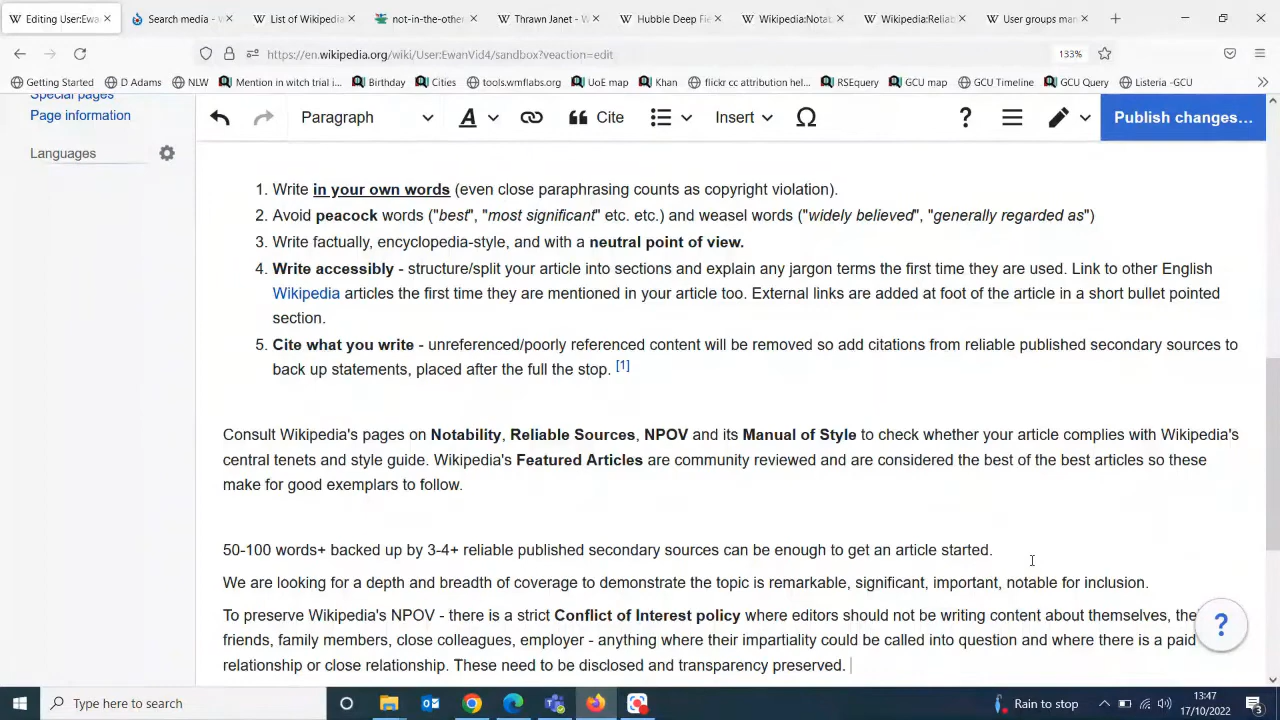 Editing User:Ewa
Search media - 
List of Wikipedia
not-in-the-other
Thrawn Janet - W
Hubble Deep Fie
Wikipedia:Notab
Wikipedia:Reliab
User groups man
https://en.wikipedia.org/wiki/User:EwanVid4/sandbox?veaction=edit
133%
Getting Started D Adams NLW Mention in witch trial i... Birthday Cities tools.wmflabs.org UoE map Khan flickr cc attribution hel... RSEquery GCU map GCU Timeline GCU Query Listeria -GCU
Special pages
Page information
Languages
Paragraph A Cite Insert Ω ? Publish changes...
1. Write in your own words (even close paraphrasing counts as copyright violation).
2. Avoid peacock words ("best", "most significant" etc. etc.) and weasel words ("widely believed", "generally regarded as")
3. Write factually, encyclopedia-style, and with a neutral point of view.
4. Write accessibly - structure/split your article into sections and explain any jargon terms the first time they are used. Link to other English
Wikipedia articles the first time they are mentioned in your article too. External links are added at foot of the article in a short bullet pointed
section.
5. Cite what you write - unreferenced/poorly referenced content will be removed so add citations from reliable published secondary sources to
back up statements, placed after the full the stop. [1]
Consult Wikipedia's pages on Notability, Reliable Sources, NPOV and its Manual of Style to check whether your article complies with Wikipedia's
central tenets and style guide. Wikipedia's Featured Articles are community reviewed and are considered the best of the best articles so these
make for good exemplars to follow.
50-100 words+ backed up by 3-4+ reliable published secondary sources can be enough to get an article started.
We are looking for a depth and breadth of coverage to demonstrate the topic is remarkable, significant, important, notable for inclusion.
To preserve Wikipedia's NPOV - there is a strict Conflict of Interest policy where editors should not be writing content about themselves, the
friends, family members, close colleagues, employer - anything where their impartiality could be called into question and where there is a paid
relationship or close relationship. These need to be disclosed and transparency preserved.
?
Type here to search
Rain to stop
13:47
17/10/2022
3